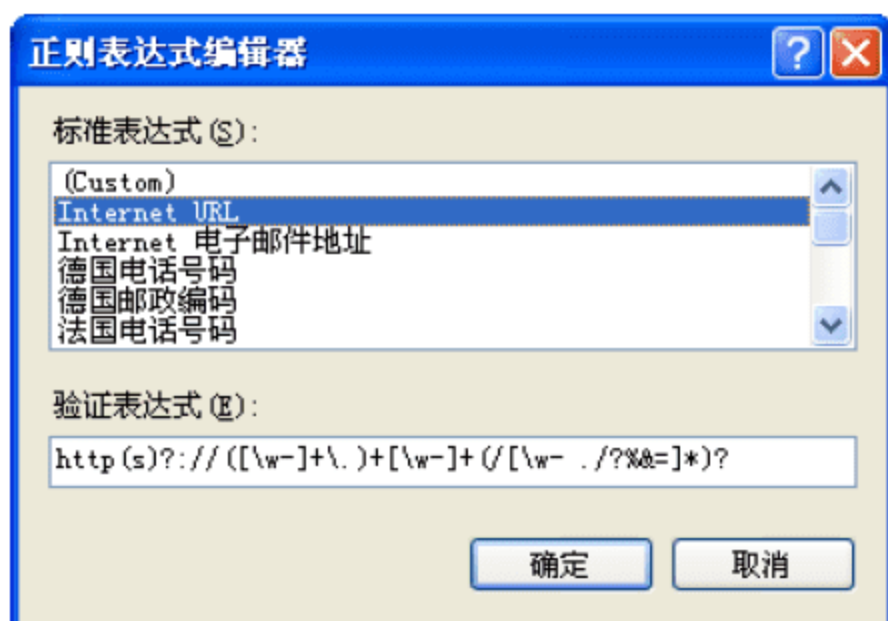 正则表达式编辑器
标准表达式(S):
(Custom)
Internet URL
Internet 电子邮件地址
德国电话号码
德国邮政编码
法国电话号码
验证表达式(E):
http(s)?://([\w-]+\.)+[\w-]+(/[\w- ./?%&=]*)?
确定 取消